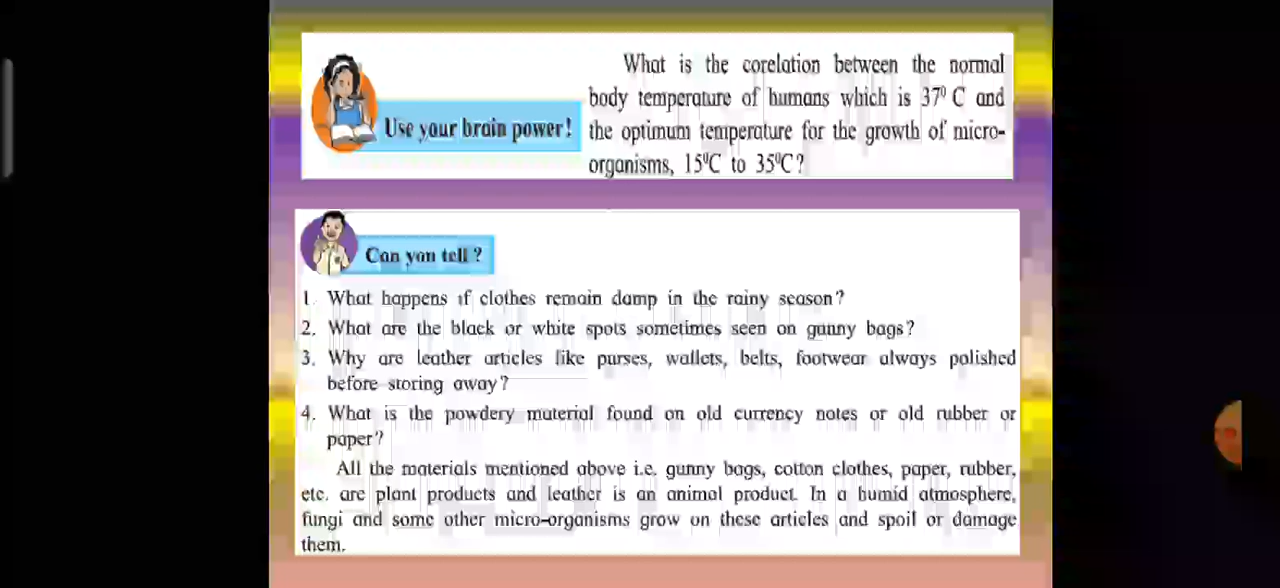 What is the corelation between the normal
body temperature of humans which is 37⁰ C and
Use your brain power!
the optimum temperature for the growth of micro-
organisms, 15⁰C to 35⁰C?
Can you tell ?
1. What happens if clothes remain damp in the rainy season?
2. What are the black or white spots sometimes seen on gunny bags?
3. Why are leather articles like purses, wallets, belts, footwear always polished
before storing away?
4. What is the powdery material found on old currency notes or old rubber or
paper?
All the materials mentioned above i.e. gunny bags, cotton clothes, paper, rubber,
etc. are plant products and leather is an animal product. In a humid atmosphere,
fungi and some other micro-organisms grow on these articles and spoil or damage
them.